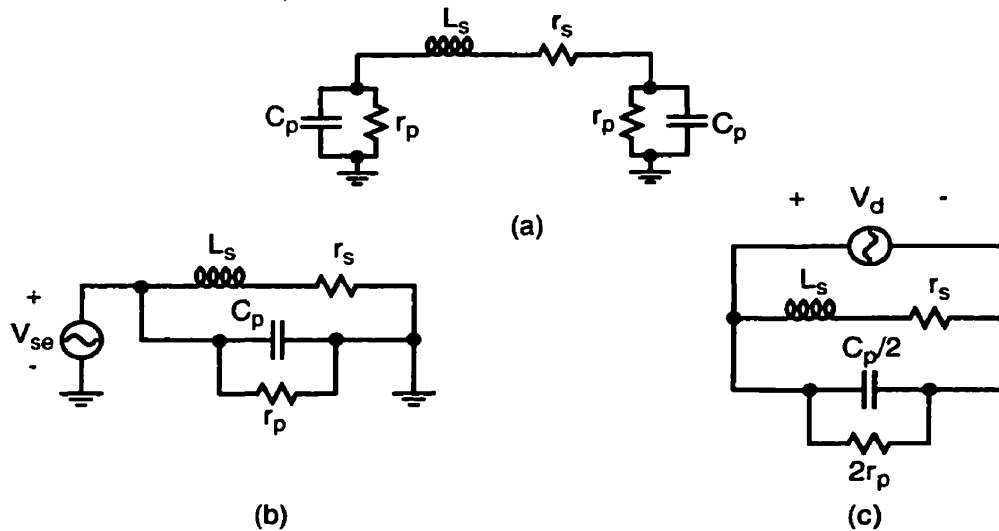 L_s r_s
C_p r_p r_p C_p
(a)
+ V_d -
L_s r_s
+
V_se
-
C_p
r_p
L_s r_s
C_p/2
2r_p
(b) (c)